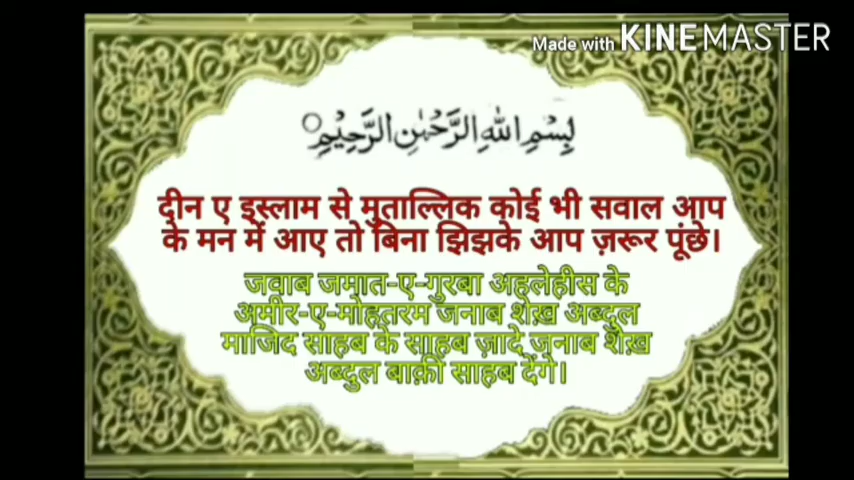 Made with KINEMASTER
بِسْمِ اللهِ الرَّحْمٰنِ الرَّحِيْمِ
दीन ए इस्लाम से मुताल्लिक कोई भी सवाल आप
के मन में आए तो बिना झिझके आप ज़रूर पूंछे।
जवाब जमात-ए-गुरबा अहलेहीस के
अमीर-ए-मोहतरम जनाब शेख़ अब्दुल
माजिद साहब के साहब ज़ादे जनाब शेख़
अब्दुल बाक़ी साहब देंगे।